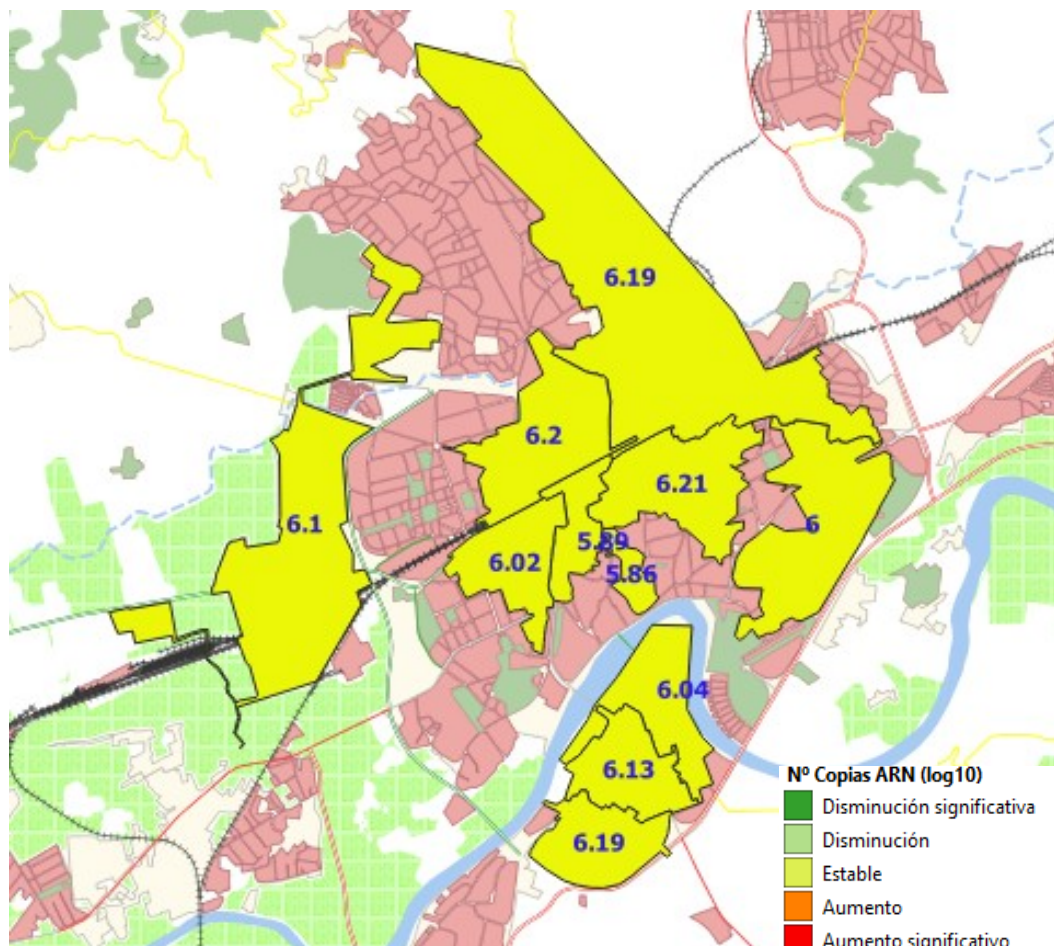 6.19
6.2
6.21
6.1
6
5.89
6.02
5.86
6.04
6.13
6.19
Nº Copias ARN (log10)
Disminución significativa
Disminución
Estable
Aumento
Aumento significativo